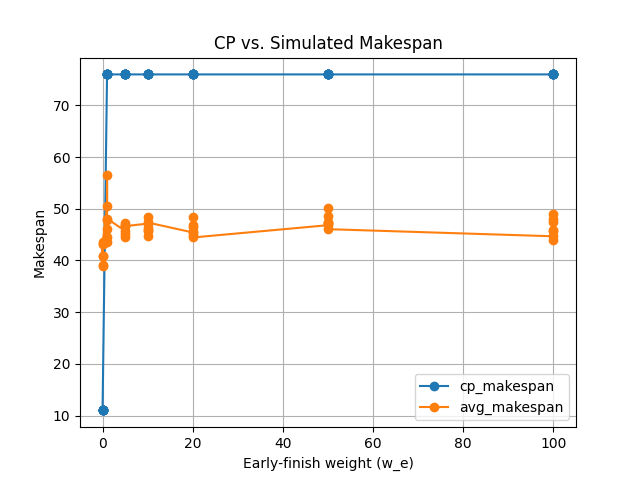 CP vs. Simulated Makespan
Makespan
70
60
50
40
30
20
10
0
20
40
60
80
100
Early-finish weight (w_e)
cp_makespan
avg_makespan